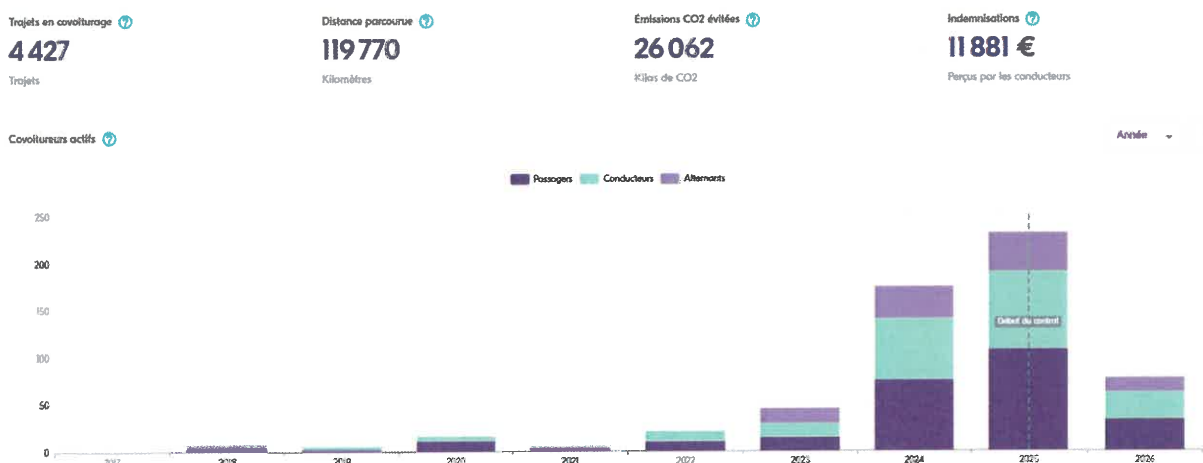 Trajets en covoiturage ?
4 427
Trajets
Distance parcourue ?
119 770
Kilomètres
Émissions CO2 évitées ?
26 062
Kilos de CO2
Indemnisations ?
11 881 €
Perçus par les conducteurs
Covoitureurs actifs ?
Année
Passagers Conducteurs Alternants
250
200
150
100
50
0
Début du contrat
2017 2018 2019 2020 2021 2022 2023 2024 2025 2026